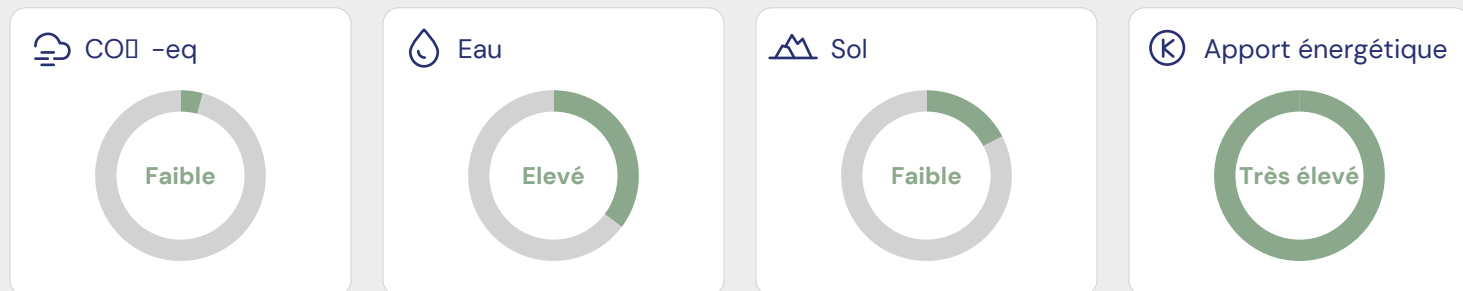 CO▯ -eq
Faible
Eau
Elevé
Sol
Faible
Apport énergétique
Très élevé